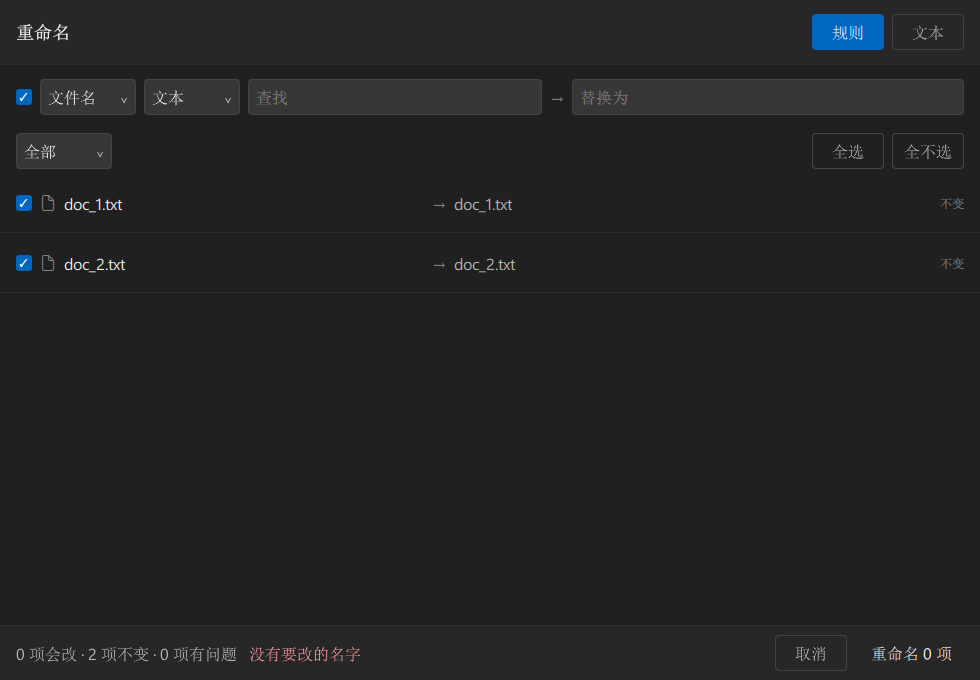 重命名 规则 文本
文件名 文本 查找 → 替换为
全部 全选 全不选
doc_1.txt → doc_1.txt 不变
doc_2.txt → doc_2.txt 不变
0 项会改 · 2 项不变 · 0 项有问题 没有要改的名字 取消 重命名 0 项